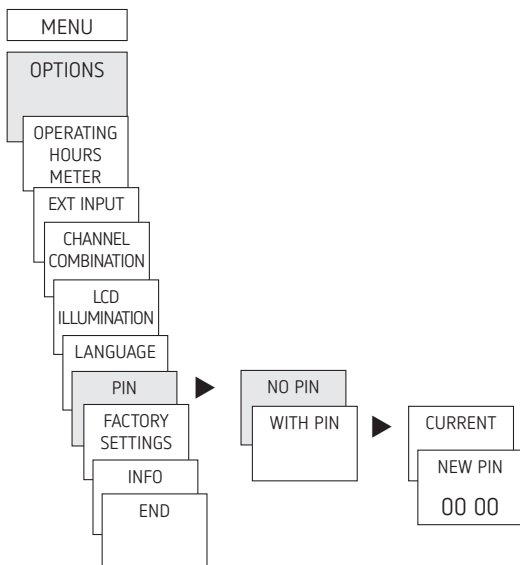 MENU
OPTIONS
OPERATING
HOURS
METER
EXT INPUT
CHANNEL
COMBINATION
LCD
ILLUMINATION
LANGUAGE
PIN
FACTORY
SETTINGS
INFO
END
NO PIN
WITH PIN
CURRENT
NEW PIN
00 00